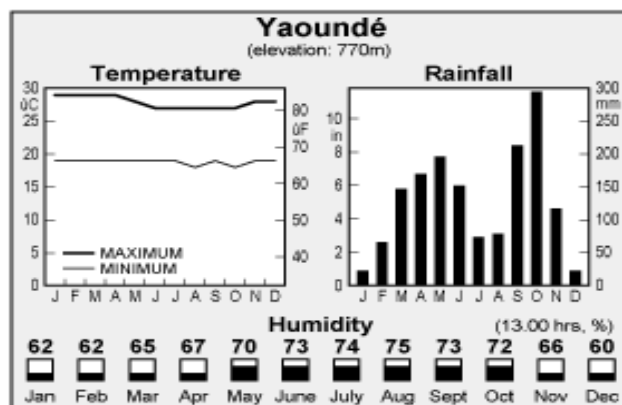 Yaoundé
(elevation: 770m)
Temperature
Rainfall
30
ûC
25
20
15
10
5
0
80
ûF
70
60
50
40
MAXIMUM
MINIMUM
J F M A M J J A S O N D
10
in
8
6
4
2
0
300
mm
250
200
150
100
50
0
J F M A M J J A S O N D
Humidity
(13.00 hrs, %)
62 62 65 67 70 73 74 75 73 72 66 60
Jan Feb Mar Apr May June July Aug Sept Oct Nov Dec